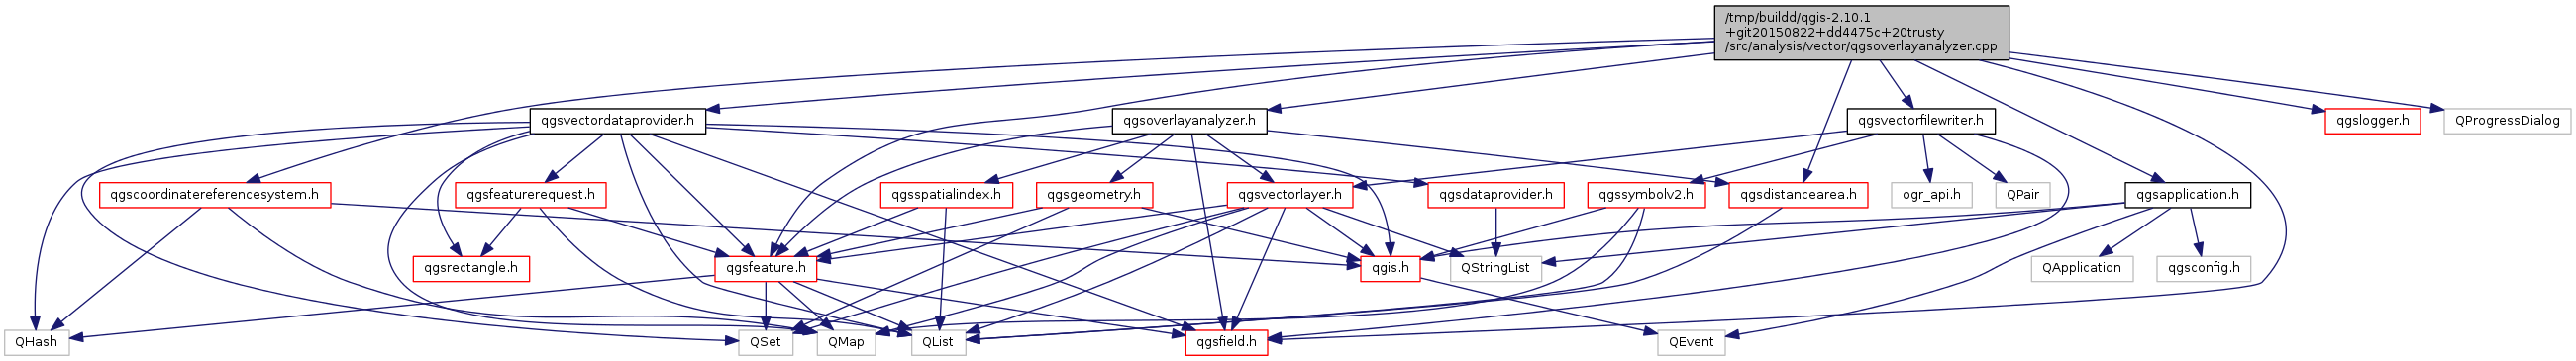 /tmp/buildd/qgis-2.10.1
+git20150822+dd4475c+20trusty
/src/analysis/vector/qgsoverlayanalyzer.cpp
qgsvectordataprovider.h
qgsoverlayanalyzer.h
qgsvectorfilewriter.h
qgslogger.h
QProgressDialog
qgscoordinatereferencesystem.h
qgsfeaturerequest.h
qgsspatialindex.h
qgsgeometry.h
qgsvectorlayer.h
qgsdataprovider.h
qgssymbolv2.h
qgsdistancearea.h
ogr_api.h
QPair
qgsapplication.h
qgsrectangle.h
qgsfeature.h
qgis.h
QStringList
QApplication
qgsconfig.h
QHash
QSet
QMap
QList
qgsfield.h
QEvent